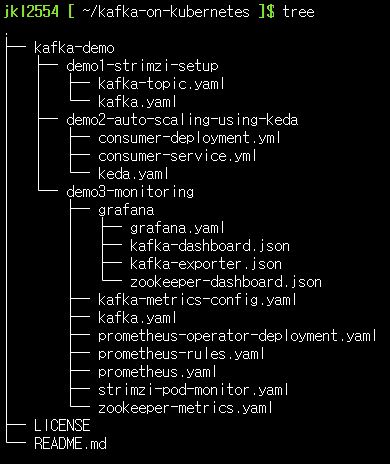 jkl2554 [ ~/kafka-on-kubernetes ]$ tree
.
├── kafka-demo
│   ├── demo1-strimzi-setup
│   │   ├── kafka-topic.yaml
│   │   └── kafka.yaml
│   ├── demo2-auto-scaling-using-keda
│   │   ├── consumer-deployment.yml
│   │   ├── consumer-service.yml
│   │   └── keda.yaml
│   └── demo3-monitoring
│       ├── grafana
│       │   ├── grafana.yaml
│       │   ├── kafka-dashboard.json
│       │   ├── kafka-exporter.json
│       │   └── zookeeper-dashboard.json
│       ├── kafka-metrics-config.yaml
│       ├── kafka.yaml
│       ├── prometheus-operator-deployment.yaml
│       ├── prometheus-rules.yaml
│       ├── prometheus.yaml
│       ├── strimzi-pod-monitor.yaml
│       └── zookeeper-metrics.yaml
├── LICENSE
└── README.md